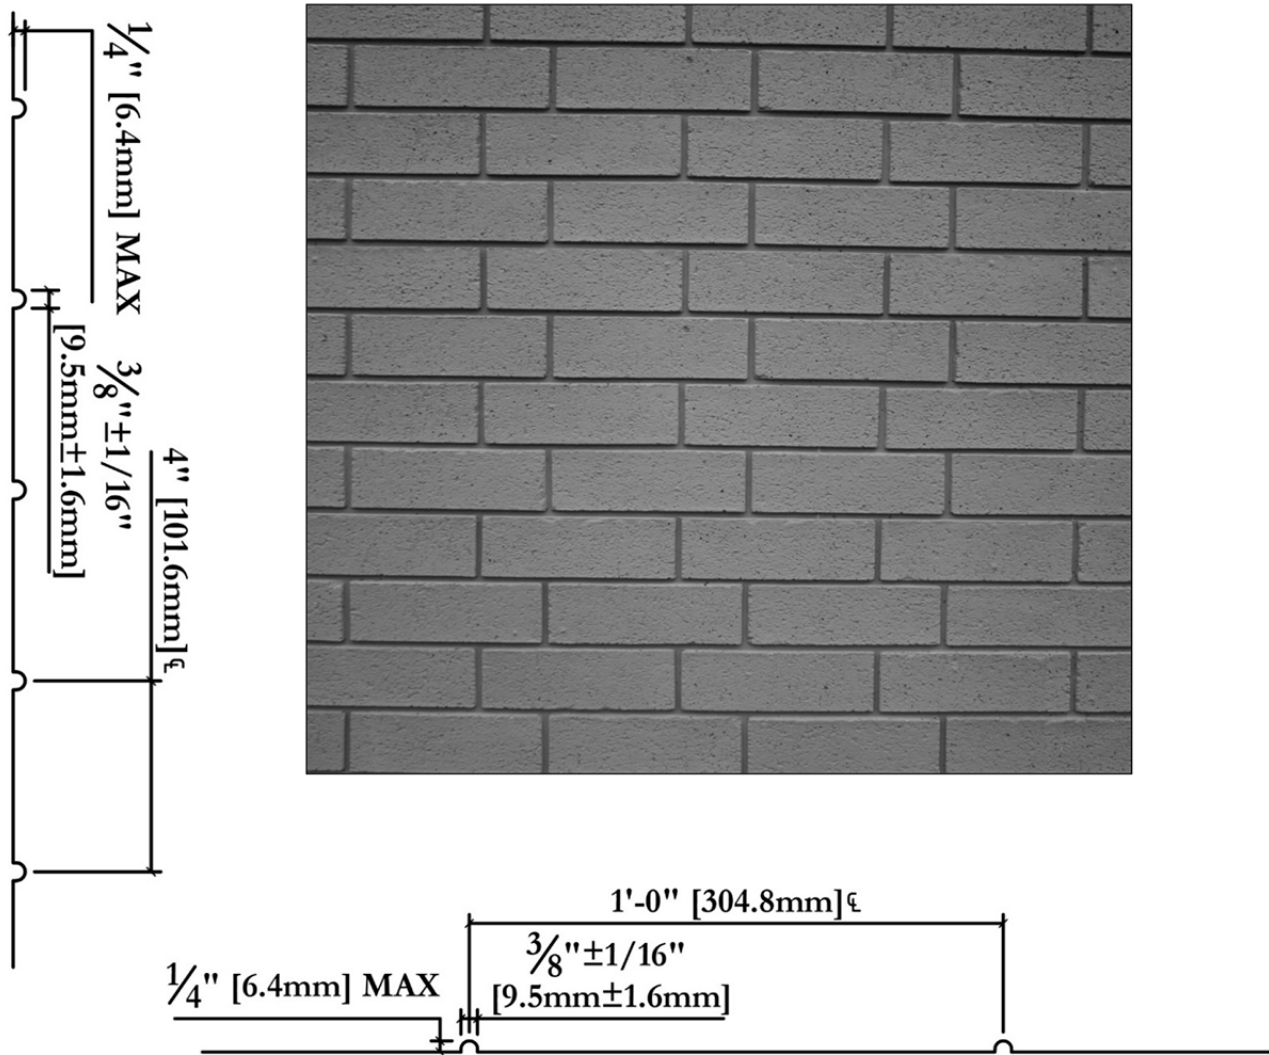 1/4" [6.4mm] MAX
3/8"±1/16"
[9.5mm±1.6mm]
4" [101.6mm]℄
1'-0" [304.8mm]℄
3/8"±1/16"
[9.5mm±1.6mm]
1/4" [6.4mm] MAX